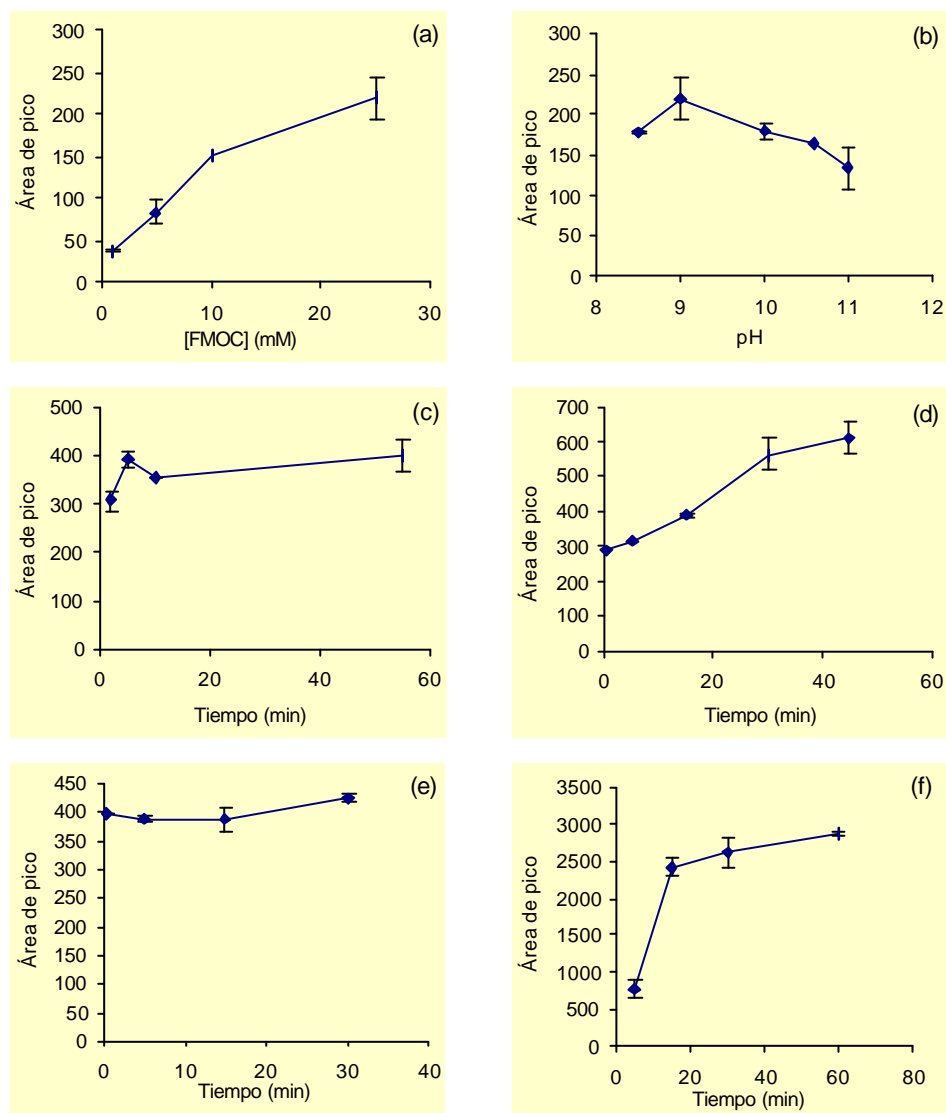 (a)
Área de pico
300
250
200
150
100
50
0
0 10 20 30
[FMOC] (mM)
(b)
Área de pico
300
250
200
150
100
50
0
8 9 10 11 12
pH
(c)
Área de pico
500
400
300
200
100
0
0 20 40 60
Tiempo (min)
(d)
Área de pico
700
600
500
400
300
200
100
0
0 20 40 60
Tiempo (min)
(e)
Área de pico
450
400
350
300
250
200
150
100
50
0
0 10 20 30 40
Tiempo (min)
(f)
Área de pico
3500
3000
2500
2000
1500
1000
500
0
0 20 40 60 80
Tiempo (min)